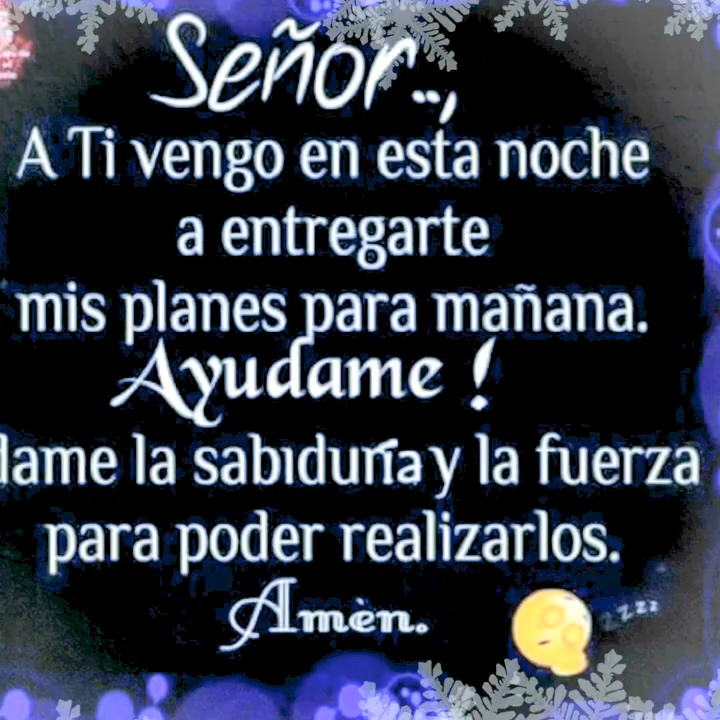 Señor..,
A Ti vengo en esta noche
a entregarte
mis planes para mañana.
Ayudame !
dame la sabiduría y la fuerza
para poder realizarlos.
Amèn.
zzzz